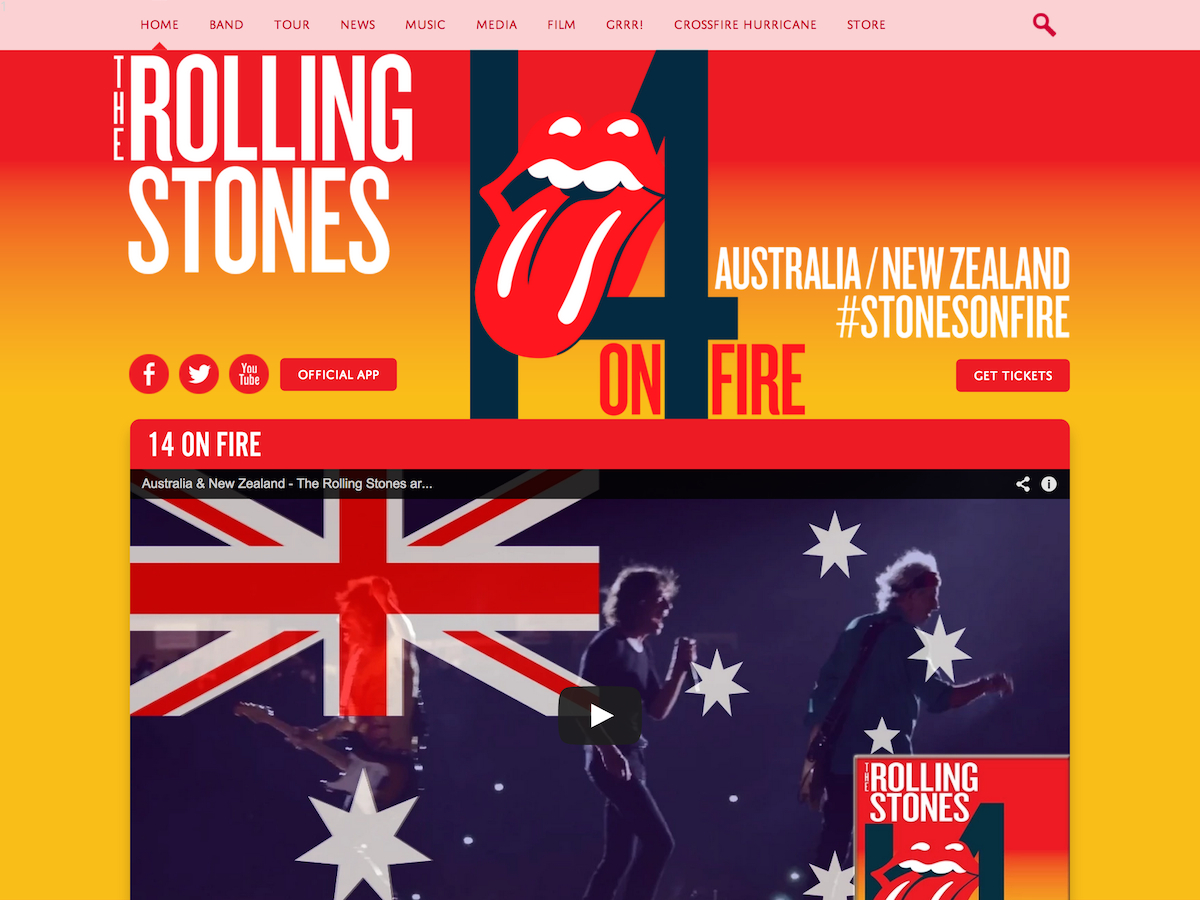 HOME BAND TOUR NEWS MUSIC MEDIA FILM GRRR! CROSSFIRE HURRICANE STORE
THE ROLLING
STONES
14
ON FIRE
AUSTRALIA / NEW ZEALAND
#STONESONFIRE
You
Tube
OFFICIAL APP
GET TICKETS
14 ON FIRE
Australia & New Zealand - The Rolling Stones ar...
THE ROLLING
STONES
14